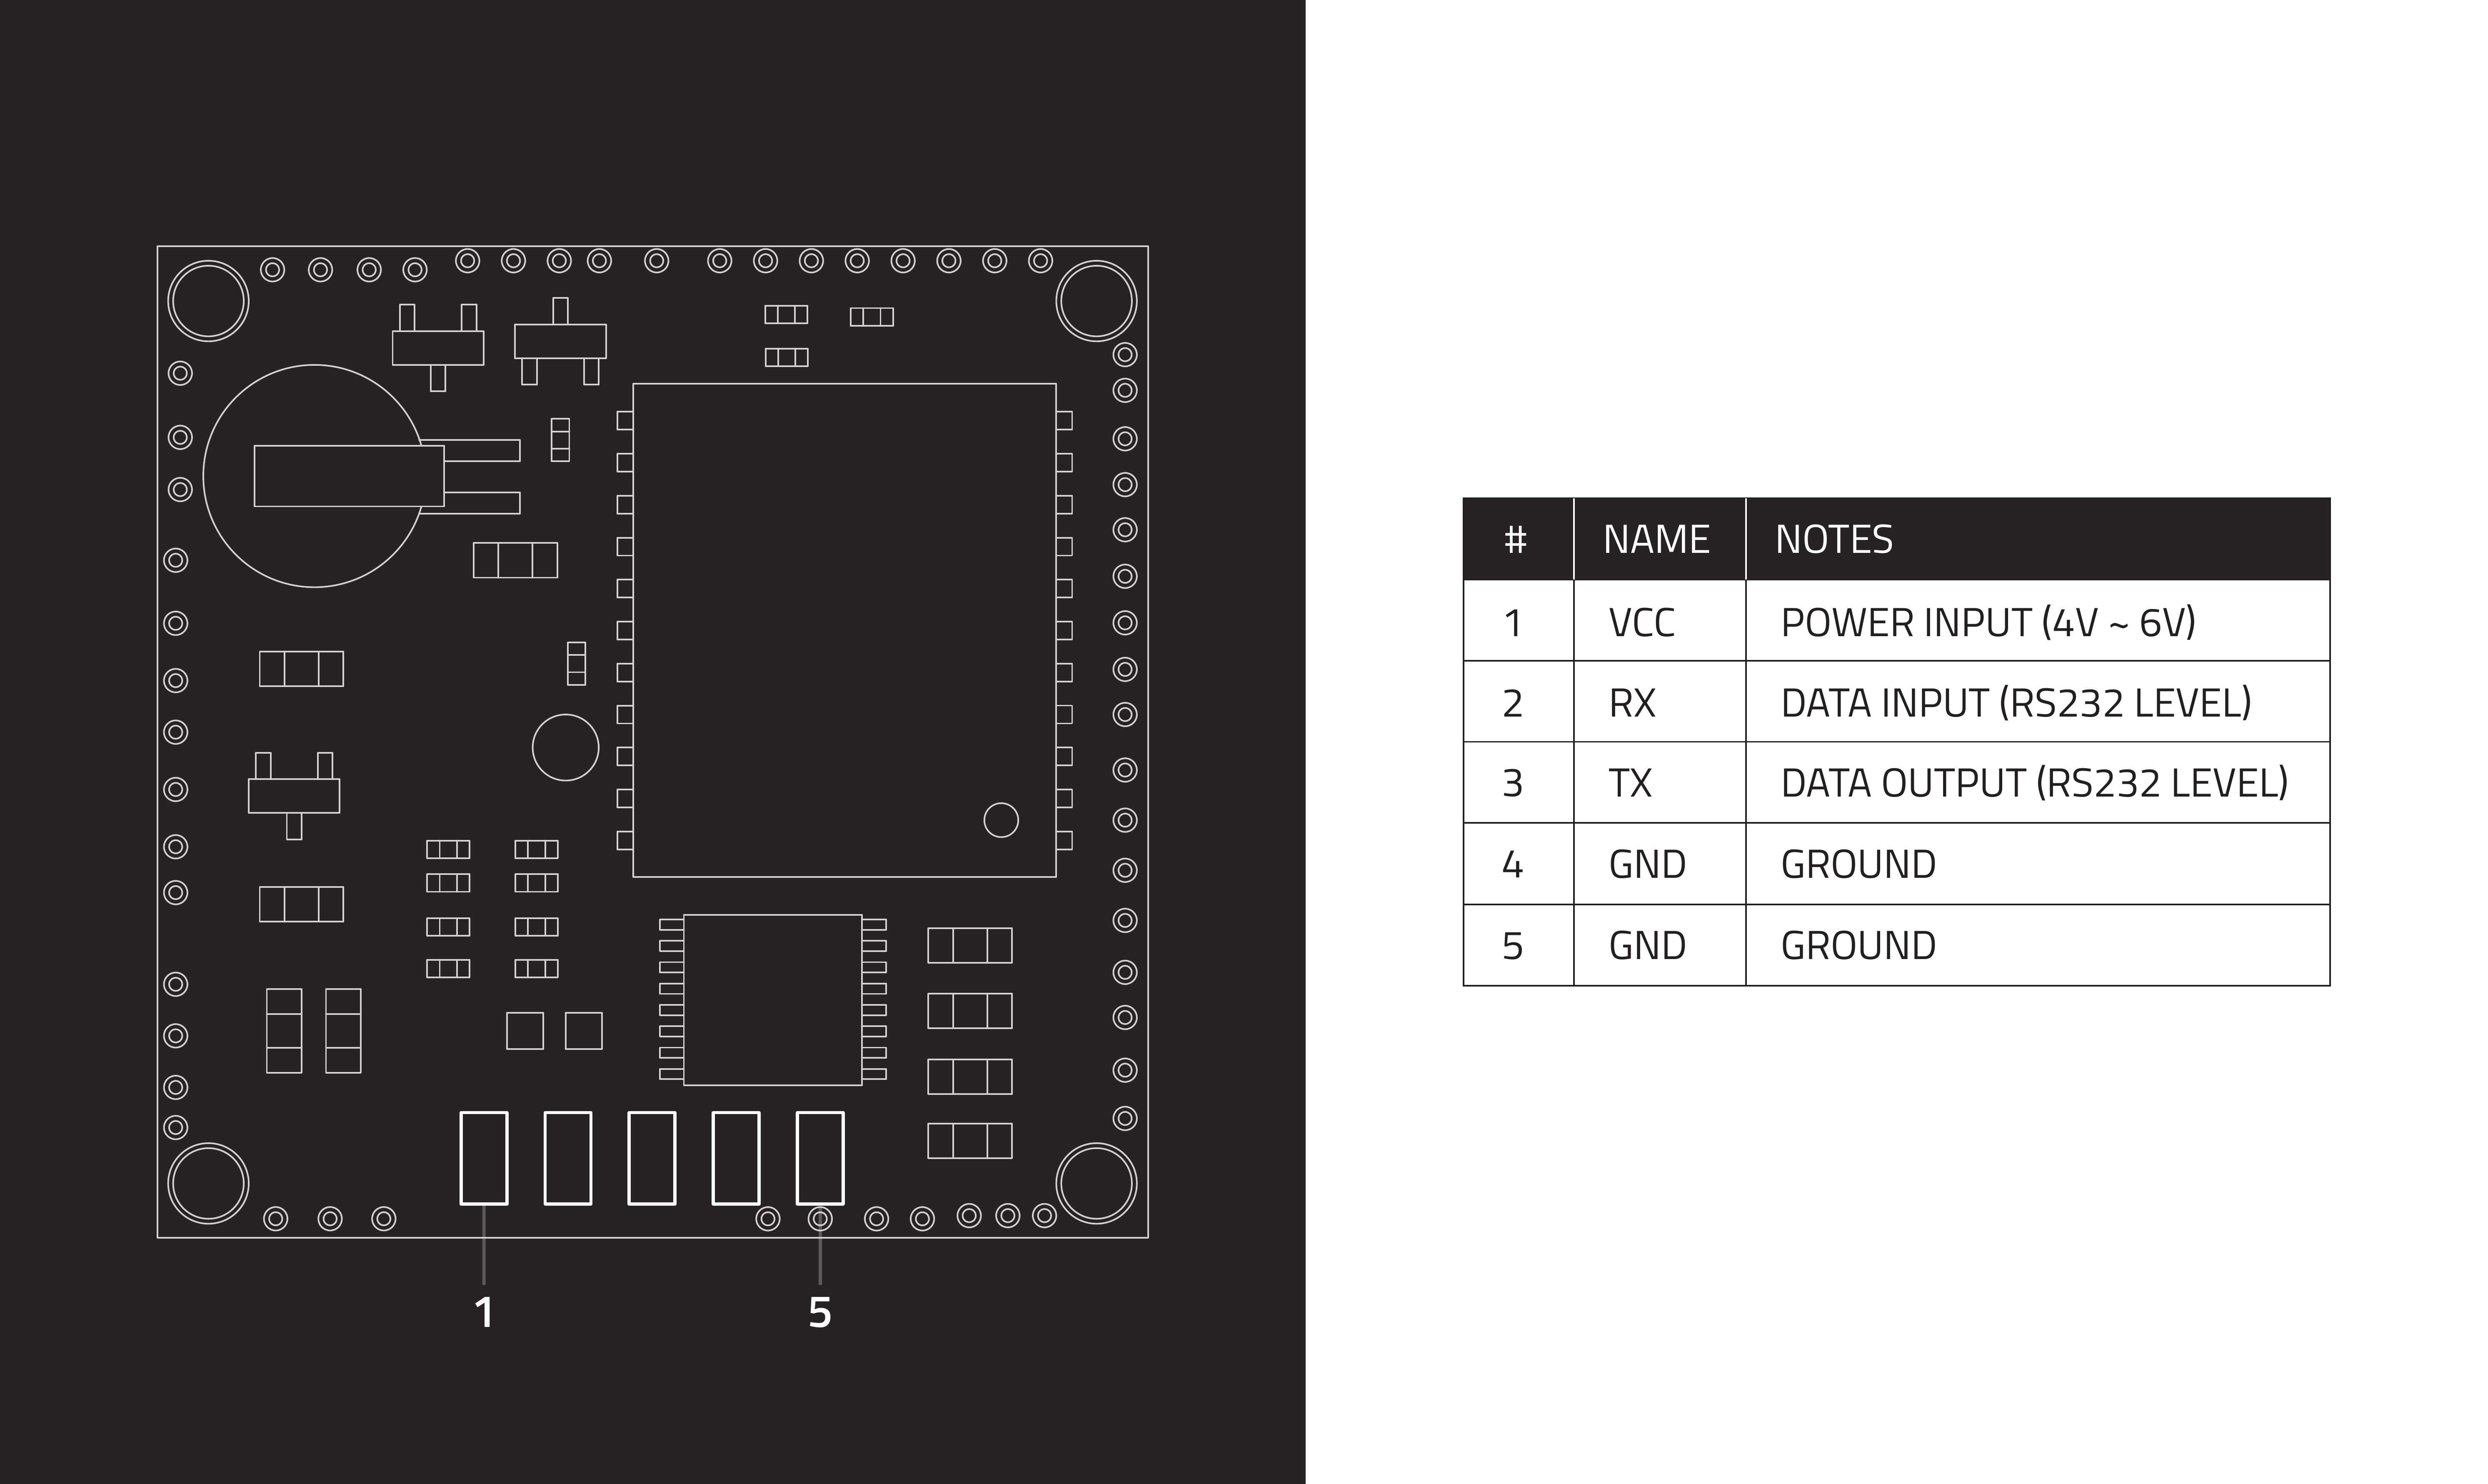 1
5
# NAME NOTES
1 VCC POWER INPUT (4V ~ 6V)
2 RX DATA INPUT (RS232 LEVEL)
3 TX DATA OUTPUT (RS232 LEVEL)
4 GND GROUND
5 GND GROUND